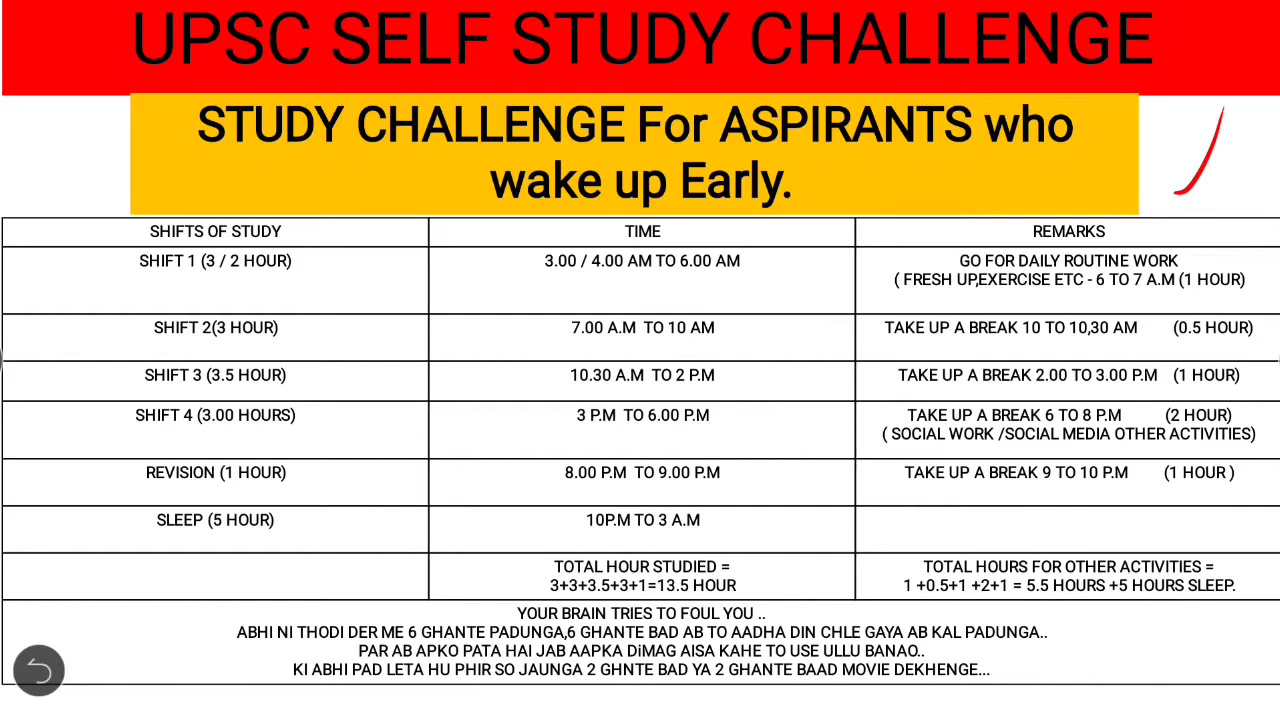 UPSC SELF STUDY CHALLENGE
STUDY CHALLENGE For ASPIRANTS who
wake up Early.
SHIFTS OF STUDY TIME REMARKS
SHIFT 1 (3 / 2 HOUR) 3.00 / 4.00 AM TO 6.00 AM GO FOR DAILY ROUTINE WORK
( FRESH UP,EXERCISE ETC - 6 TO 7 A.M (1 HOUR)
SHIFT 2(3 HOUR) 7.00 A.M TO 10 AM TAKE UP A BREAK 10 TO 10,30 AM (0.5 HOUR)
SHIFT 3 (3.5 HOUR) 10.30 A.M TO 2 P.M TAKE UP A BREAK 2.00 TO 3.00 P.M (1 HOUR)
SHIFT 4 (3.00 HOURS) 3 P.M TO 6.00 P.M TAKE UP A BREAK 6 TO 8 P.M (2 HOUR)
( SOCIAL WORK /SOCIAL MEDIA OTHER ACTIVITIES)
REVISION (1 HOUR) 8.00 P.M TO 9.00 P.M TAKE UP A BREAK 9 TO 10 P.M (1 HOUR )
SLEEP (5 HOUR) 10P.M TO 3 A.M
TOTAL HOUR STUDIED = TOTAL HOURS FOR OTHER ACTIVITIES =
3+3+3.5+3+1=13.5 HOUR 1 +0.5+1 +2+1 = 5.5 HOURS +5 HOURS SLEEP.
YOUR BRAIN TRIES TO FOUL YOU ..
ABHI NI THODI DER ME 6 GHANTE PADUNGA,6 GHANTE BAD AB TO AADHA DIN CHLE GAYA AB KAL PADUNGA..
PAR AB APKO PATA HAI JAB AAPKA DiMAG AISA KAHE TO USE ULLU BANAO..
KI ABHI PAD LETA HU PHIR SO JAUNGA 2 GHNTE BAD YA 2 GHANTE BAAD MOVIE DEKHENGE...